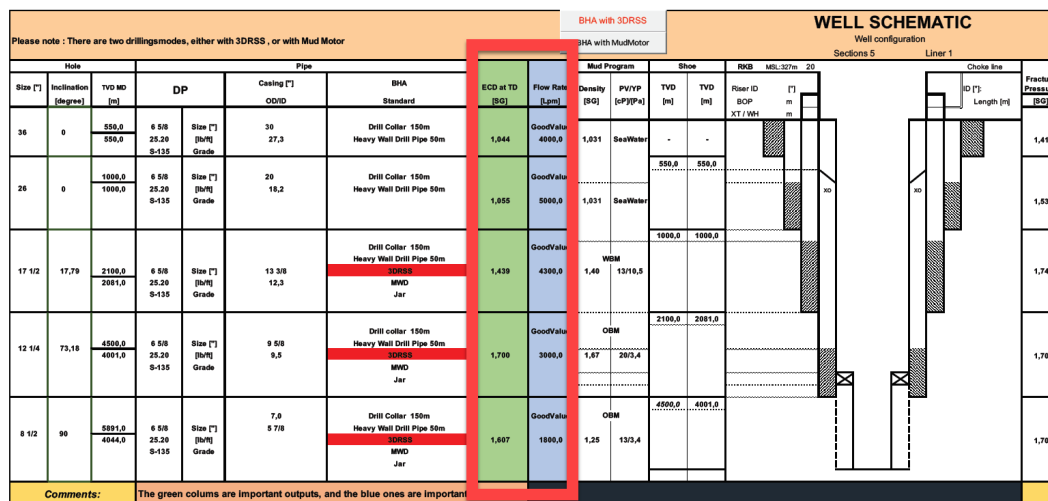 BHA with 3DRSS
BHA with MudMotor
WELL SCHEMATIC
Well configuration
Sections 5 Liner 1
Please note : There are two drillingsmodes, either with 3DRSS , or with Mud Motor
Hole Pipe Mud Program Shoe RKB MSL:327m 20 Choke line
Size ["] Inclination [degree] TVD MD [m] DP Casing ["] OD/ID BHA Standard ECD at TD [SG] Flow Rate [Lpm] Density [SG] PV/YP [cP]/[Pa] TVD [m] TVD [m]
Riser ID ["]
BOP m
XT / WH m
ID ["]:
Length [m]
[SG]
550,0 6 5/8 Size ["] 30 Drill Collar 150m GoodValu
36 0 550,0 25.20 [lb/ft] 27,3 Heavy Wall Drill Pipe 50m 1,044 4000,0 1,031 SeaWater - - 1,41
S-135 Grade
550,0 550,0
1000,0 6 5/8 Size ["] 20 Drill Collar 150m GoodValu
26 0 1000,0 25.20 [lb/ft] 18,2 Heavy Wall Drill Pipe 50m 1,055 5000,0 1,031 SeaWater XO XO 1,53
S-135 Grade
1000,0 1000,0
Drill Collar 150m GoodValu
Heavy Wall Drill Pipe 50m WBM
17 1/2 17,79 2100,0 6 5/8 Size ["] 13 3/8 3DRSS 1,439 4300,0 1,40 13/10,5 1,74
2081,0 25.20 [lb/ft] 12,3 MWD
S-135 Grade Jar
2100,0 2081,0
Drill collar 150m GoodValu OBM
4500,0 6 5/8 Size ["] 9 5/8 Heavy Wall Drill Pipe 50m
12 1/4 73,18 4001,0 25.20 [lb/ft] 9,5 3DRSS 1,700 3000,0 1,67 20/3,4 1,70
S-135 Grade MWD
Jar
4500,0 4001,0
7,0 Drill Collar 150m GoodValu OBM
5891,0 6 5/8 Size ["] 5 7/8 Heavy Wall Drill Pipe 50m
8 1/2 90 4044,0 25.20 [lb/ft] 3DRSS 1,607 1800,0 1,25 13/3,4 1,70
S-135 Grade MWD
Jar
Comments: The green colums are important outputs, and the blue ones are important